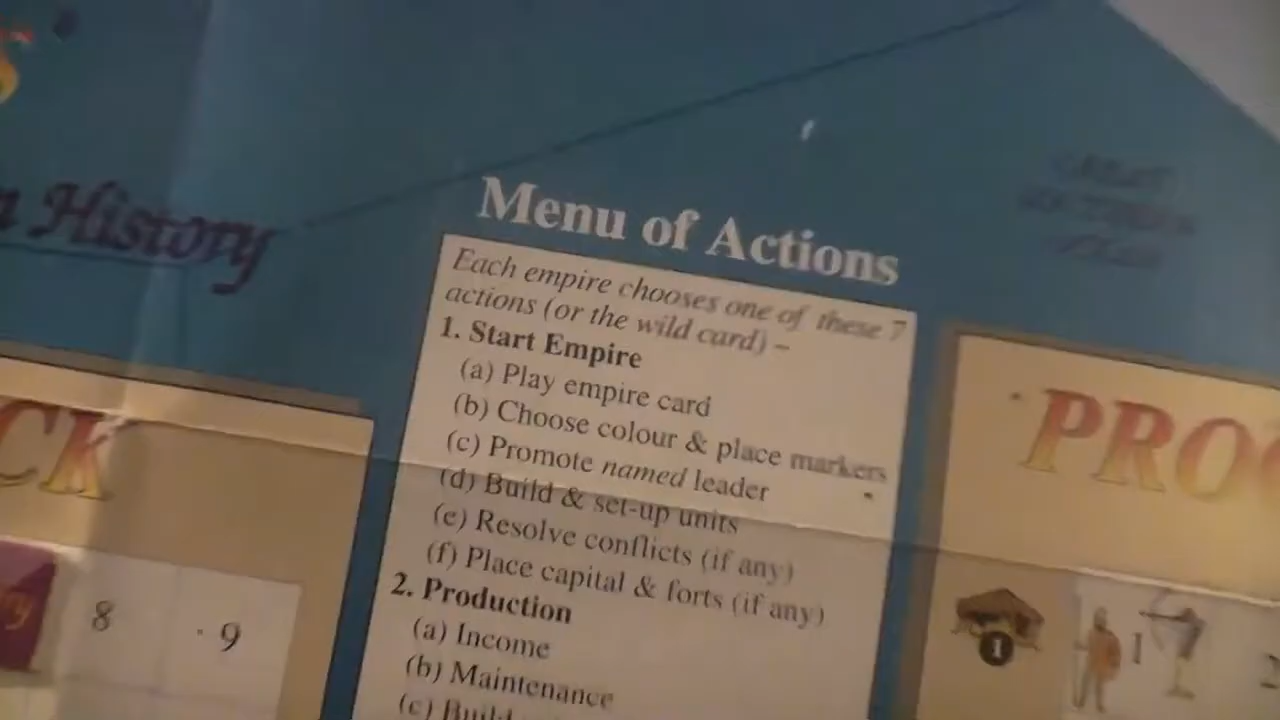 History
Menu of Actions
Each empire chooses one of these 7
actions (or the wild card) –
1. Start Empire
(a) Play empire card
(b) Choose colour & place markers
(c) Promote named leader
(d) Build & set-up units
(e) Resolve conflicts (if any)
(f) Place capital & forts (if any)
2. Production
(a) Income
(b) Maintenance
(c) Build
CK
8 9
PRO
1 1